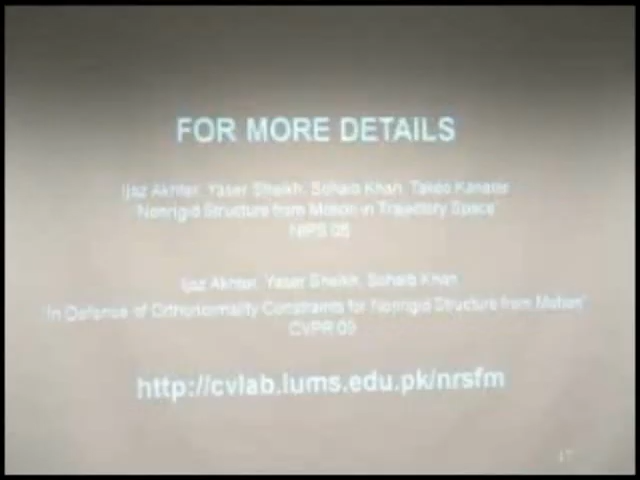 FOR MORE DETAILS
Ijaz Akhter, Yaser Sheikh, Sohaib Khan, Takeo Kanade
"Nonrigid Structure from Motion in Trajectory Space"
NIPS 08
Ijaz Akhter, Yaser Sheikh, Sohaib Khan
"In Defense of Orthonormality Constraints for Nonrigid Structure from Motion"
CVPR 09
http://cvlab.lums.edu.pk/nrsfm
17